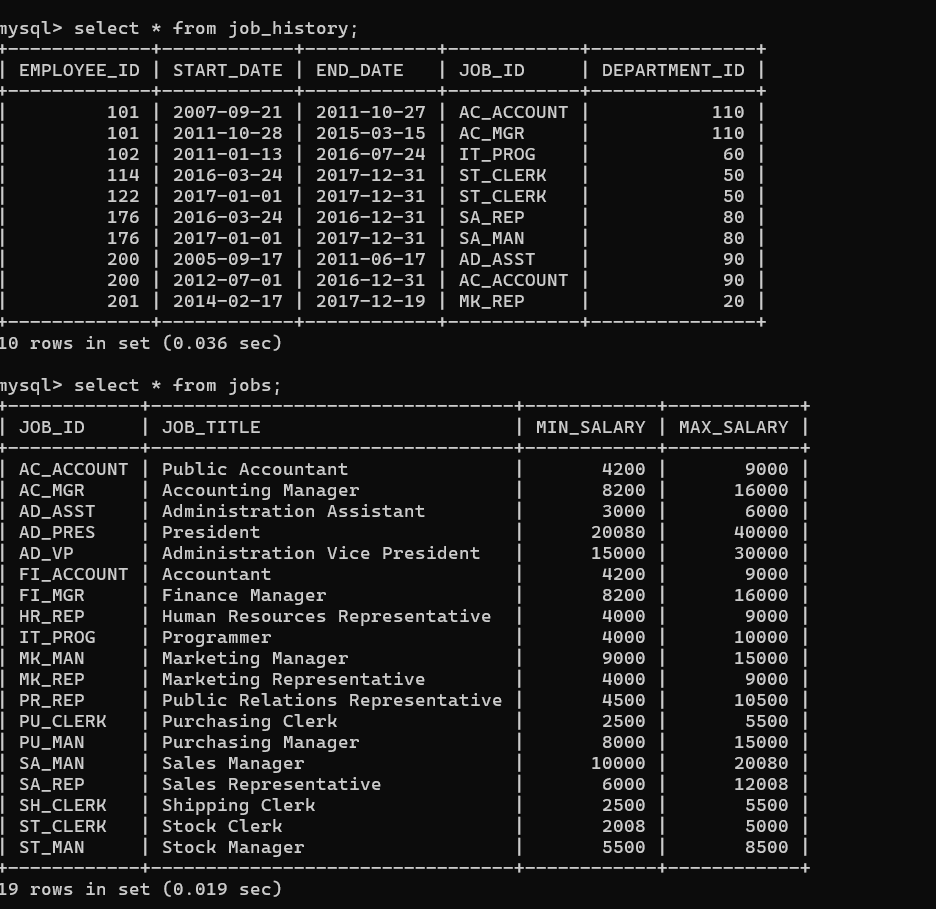 mysql> select * from job_history;
+-------------+------------+------------+------------+---------------+
| EMPLOYEE_ID | START_DATE | END_DATE   | JOB_ID     | DEPARTMENT_ID |
+-------------+------------+------------+------------+---------------+
|         101 | 2007-09-21 | 2011-10-27 | AC_ACCOUNT |           110 |
|         101 | 2011-10-28 | 2015-03-15 | AC_MGR     |           110 |
|         102 | 2011-01-13 | 2016-07-24 | IT_PROG    |            60 |
|         114 | 2016-03-24 | 2017-12-31 | ST_CLERK   |            50 |
|         122 | 2017-01-01 | 2017-12-31 | ST_CLERK   |            50 |
|         176 | 2016-03-24 | 2016-12-31 | SA_REP     |            80 |
|         176 | 2017-01-01 | 2017-12-31 | SA_MAN     |            80 |
|         200 | 2005-09-17 | 2011-06-17 | AD_ASST    |            90 |
|         200 | 2012-07-01 | 2016-12-31 | AC_ACCOUNT |            90 |
|         201 | 2014-02-17 | 2017-12-19 | MK_REP     |            20 |
+-------------+------------+------------+------------+---------------+
10 rows in set (0.036 sec)
mysql> select * from jobs;
+------------+---------------------------------+------------+------------+
| JOB_ID     | JOB_TITLE                       | MIN_SALARY | MAX_SALARY |
+------------+---------------------------------+------------+------------+
| AC_ACCOUNT | Public Accountant               |       4200 |       9000 |
| AC_MGR     | Accounting Manager              |       8200 |      16000 |
| AD_ASST    | Administration Assistant        |       3000 |       6000 |
| AD_PRES    | President                       |      20080 |      40000 |
| AD_VP      | Administration Vice President   |      15000 |      30000 |
| FI_ACCOUNT | Accountant                      |       4200 |       9000 |
| FI_MGR     | Finance Manager                 |       8200 |      16000 |
| HR_REP     | Human Resources Representative  |       4000 |       9000 |
| IT_PROG    | Programmer                      |       4000 |      10000 |
| MK_MAN     | Marketing Manager               |       9000 |      15000 |
| MK_REP     | Marketing Representative        |       4000 |       9000 |
| PR_REP     | Public Relations Representative |       4500 |      10500 |
| PU_CLERK   | Purchasing Clerk                |       2500 |       5500 |
| PU_MAN     | Purchasing Manager              |       8000 |      15000 |
| SA_MAN     | Sales Manager                   |      10000 |      20080 |
| SA_REP     | Sales Representative            |       6000 |      12008 |
| SH_CLERK   | Shipping Clerk                  |       2500 |       5500 |
| ST_CLERK   | Stock Clerk                     |       2008 |       5000 |
| ST_MAN     | Stock Manager                   |       5500 |       8500 |
+------------+---------------------------------+------------+------------+
19 rows in set (0.019 sec)